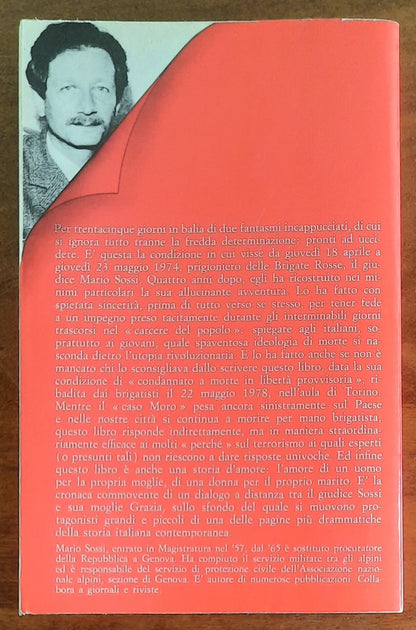 Per trentacinque giorni in balia di due fantasmi incappucciati, di cui
si ignora tutto tranne la fredda determinazione: pronti ad ucci-
dere. E' questa la condizione in cui visse da giovedì 18 aprile a
giovedì 23 maggio 1974, prigioniero delle Brigate Rosse, il giu-
dice Mario Sossi. Quattro anni dopo, egli ha ricostruito nei mi-
nimi particolari la sua allucinante avventura. Lo ha fatto con
spietata sincerità, prima di tutto verso se stesso, per tener fede
a un impegno preso tacitamente durante gli interminabili giorni
trascorsi nel « carcere del popolo »: spiegare agli italiani, so-
prattutto ai giovani, quale spaventosa ideologia di morte si na-
sconda dietro l'utopia rivoluzionaria. E lo ha fatto anche se non è
mancato chi lo sconsigliava dallo scrivere questo libro, data la sua
condizione di « condannato a morte in libertà provvisoria », ri-
badita dai brigatisti il 22 maggio 1978, nell'aula di Torino.
Mentre il « caso Moro » pesa ancora sinistramente sul Paese
e nelle nostre città si continua a morire per mano brigatista,
questo libro risponde indirettamente, ma in maniera straordina-
riamente efficace ai molti « perché » sul terrorismo ai quali esperti
(o presunti tali) non riescono a dare risposte univoche. Ed infine
questo libro è anche una storia d'amore: l'amore di un uomo
per la propria moglie, di una donna per il proprio marito. E' la
cronaca commovente di un dialogo a distanza tra il giudice Sossi
e sua moglie Grazia, sullo sfondo del quale si muovono pro-
tagonisti grandi e piccoli di una delle pagine più drammatiche
della storia italiana contemporanea.
Mario Sossi, entrato in Magistratura nel '57, dal '65 è sostituto procuratore
della Repubblica a Genova. Ha compiuto il servizio militare tra gli alpini
ed è responsabile del servizio di protezione civile dell'Associazione nazio-
nale alpini, sezione di Genova. E' autore di numerose pubblicazioni. Colla-
bora a giornali e riviste.